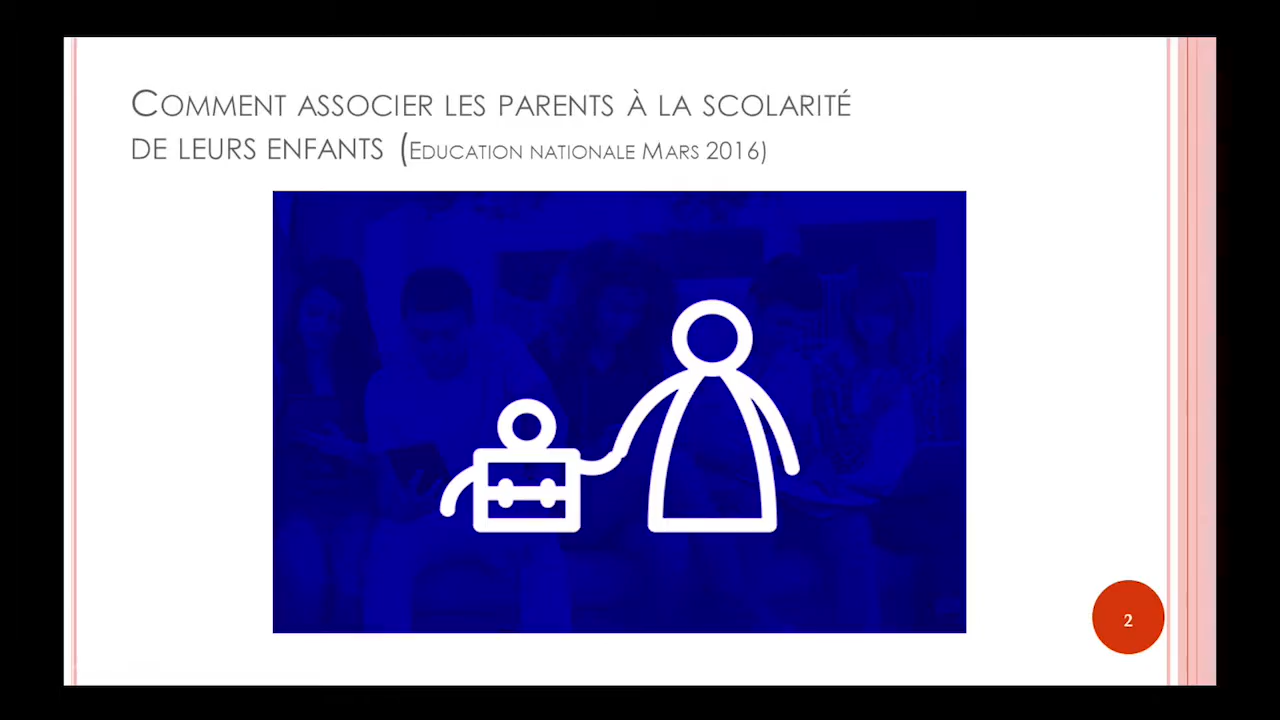 Comment associer les parents à la scolarité
de leurs enfants (Education nationale Mars 2016)
2